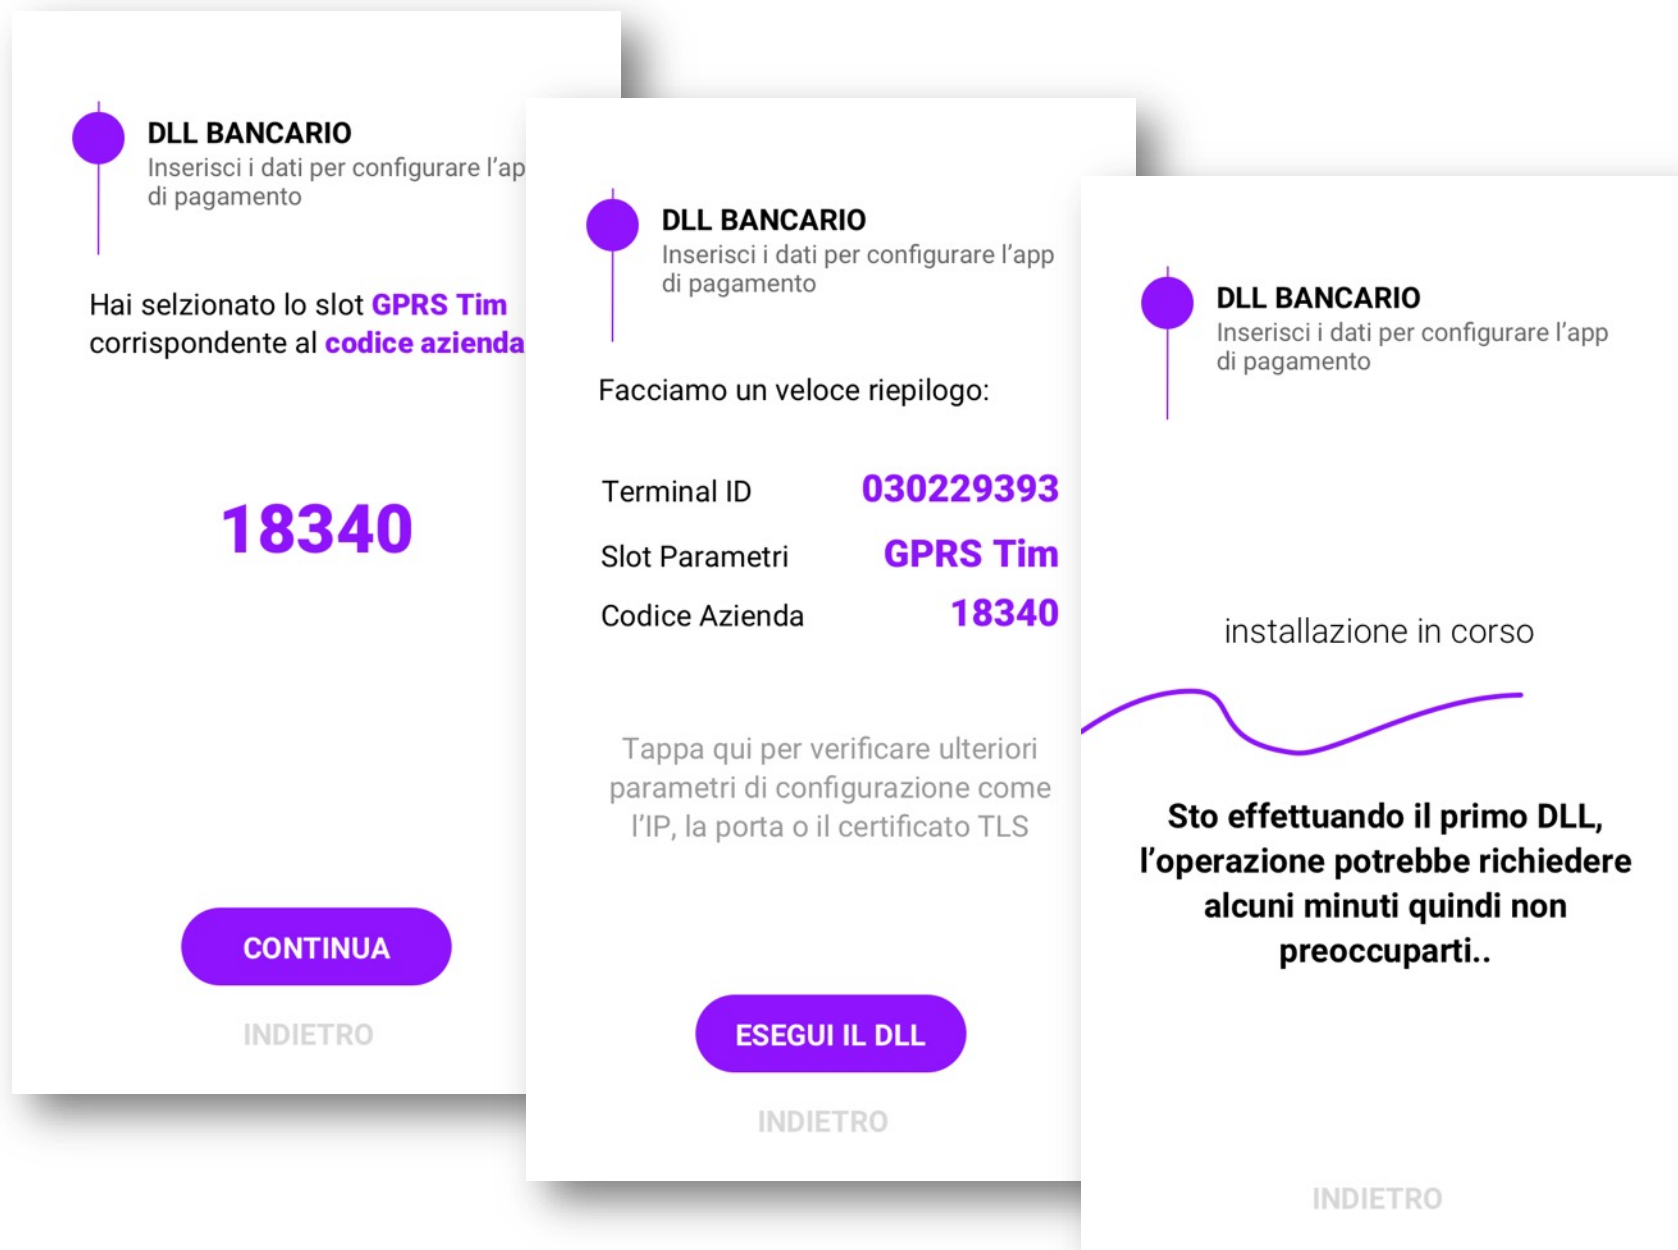 DLL BANCARIO
Inserisci i dati per configurare l'ap
di pagamento
Hai selzionato lo slot GPRS Tim
corrispondente al codice azienda
18340
CONTINUA
INDIETRO
DLL BANCARIO
Inserisci i dati per configurare l'app
di pagamento
Facciamo un veloce riepilogo:
Terminal ID 030229393
Slot Parametri GPRS Tim
Codice Azienda 18340
Tappa qui per verificare ulteriori
parametri di configurazione come
l'IP, la porta o il certificato TLS
ESEGUI IL DLL
INDIETRO
DLL BANCARIO
Inserisci i dati per configurare l'app
di pagamento
installazione in corso
Sto effettuando il primo DLL,
l'operazione potrebbe richiedere
alcuni minuti quindi non
preoccuparti..
INDIETRO